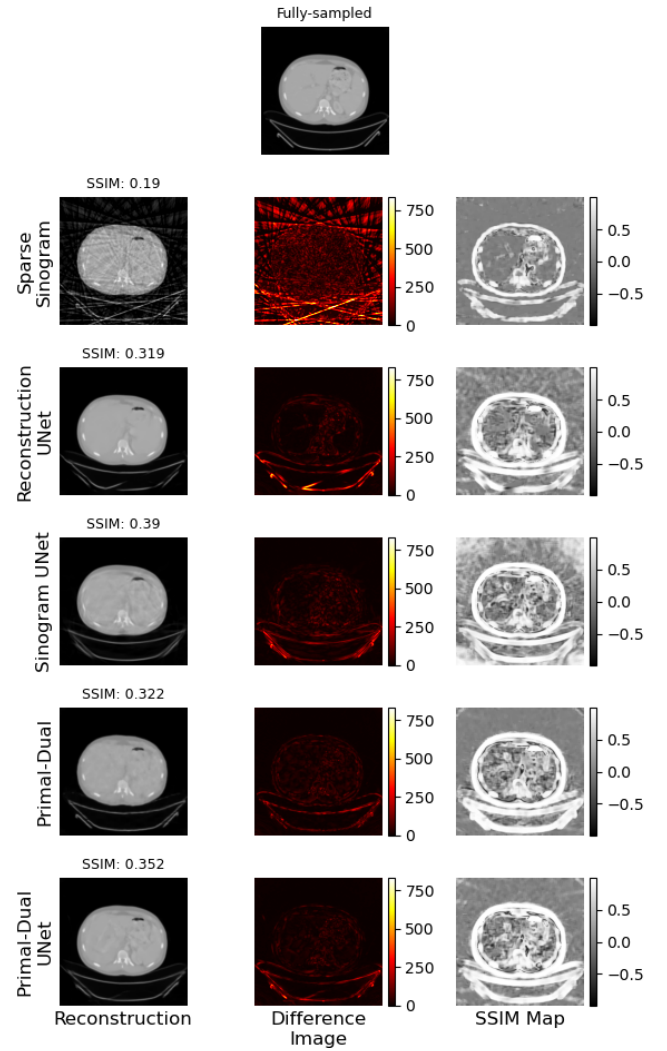 Fully-sampled
SSIM: 0.19
Sparse
Sinogram
750
500
250
0
0.5
0.0
−0.5
SSIM: 0.319
Reconstruction
UNet
750
500
250
0
0.5
0.0
−0.5
SSIM: 0.39
Sinogram UNet
750
500
250
0
0.5
0.0
−0.5
SSIM: 0.322
Primal-Dual
750
500
250
0
0.5
0.0
−0.5
SSIM: 0.352
Primal-Dual
UNet
750
500
250
0
0.5
0.0
−0.5
Reconstruction
Difference
Image
SSIM Map